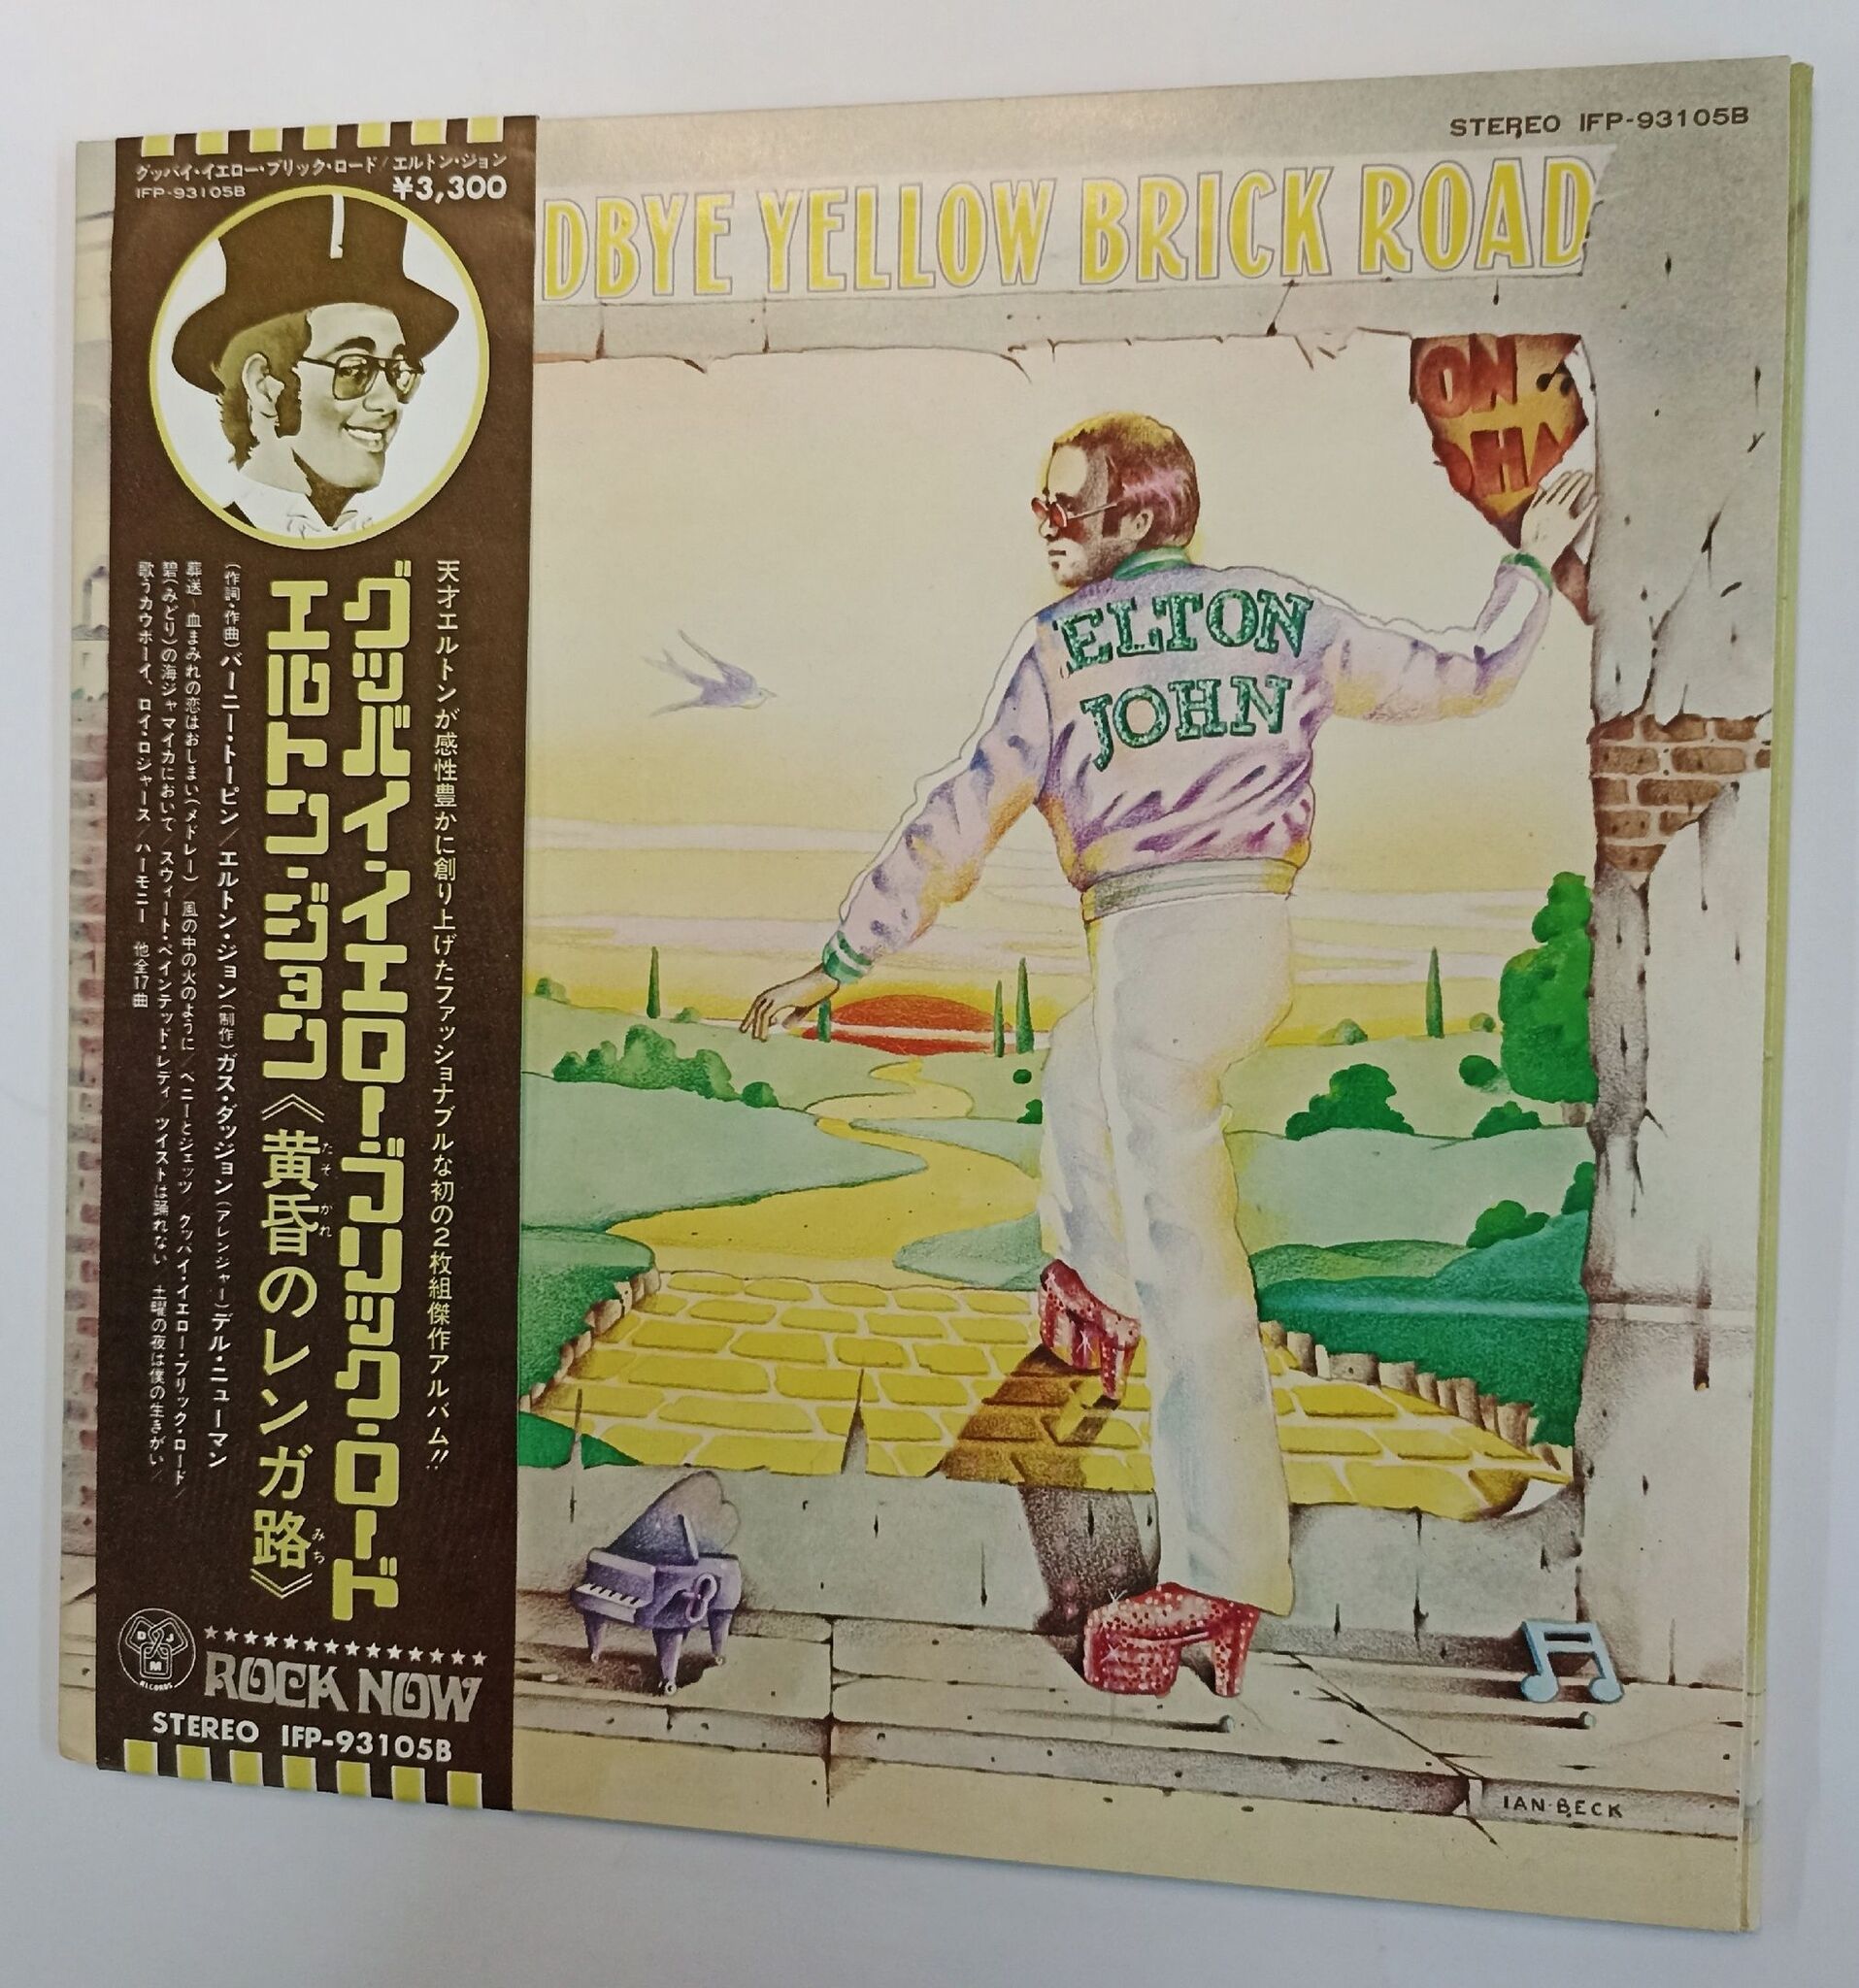 グッバイ・イエロー・ブリック・ロード/エルトン・ジョン
IFP-93105B
¥3,300
天才エルトンが感性豊かに創り上げたファッショナブルな初の2枚組傑作アルバム!!
グッバイ・イエロー・ブリック・ロード
エルトン・ジョン《黄昏のレンガ路》
たそがれ
みち
(作詞・作曲)バーニー・トーピン/エルトン・ジョン(制作)ガス・ダッジョン(アレンジャー)デル・ニューマン
葬送〜血まみれの恋はおしまい(メドレー)/風の中の火のように/ベニーとジェッツ/グッバイ・イエロー・ブリック・ロード/
碧(みどり)の海ジャマイカにおいて/スウィート・ペインテッド・レディ/ツイストは踊れない/土曜の夜は僕の生きがい/
歌うカウボーイ、ロイ・ロジャース/ハーモニー 他全17曲
DJM
RECORDS
ROCK NOW
STEREO IFP-93105B
STEREO IFP-93105B
DBYE YELLOW BRICK ROAD
ON
OHN
ELTON
JOHN
IAN·BECK